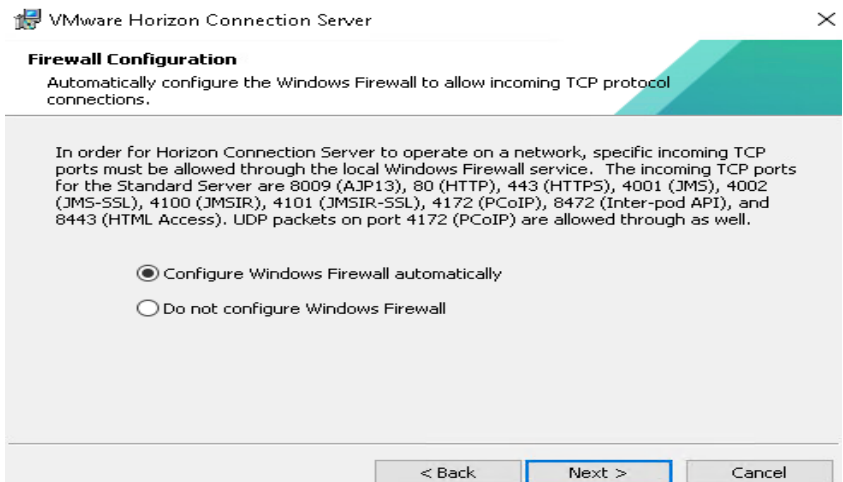 VMware Horizon Connection Server
Firewall Configuration
Automatically configure the Windows Firewall to allow incoming TCP protocol
connections.
In order for Horizon Connection Server to operate on a network, specific incoming TCP
ports must be allowed through the local Windows Firewall service.  The incoming TCP ports
for the Standard Server are 8009 (AJP13), 80 (HTTP), 443 (HTTPS), 4001 (JMS), 4002
(JMS-SSL), 4100 (JMSIR), 4101 (JMSIR-SSL), 4172 (PCoIP), 8472 (Inter-pod API), and
8443 (HTML Access). UDP packets on port 4172 (PCoIP) are allowed through as well.
Configure Windows Firewall automatically
Do not configure Windows Firewall
< Back Next > Cancel